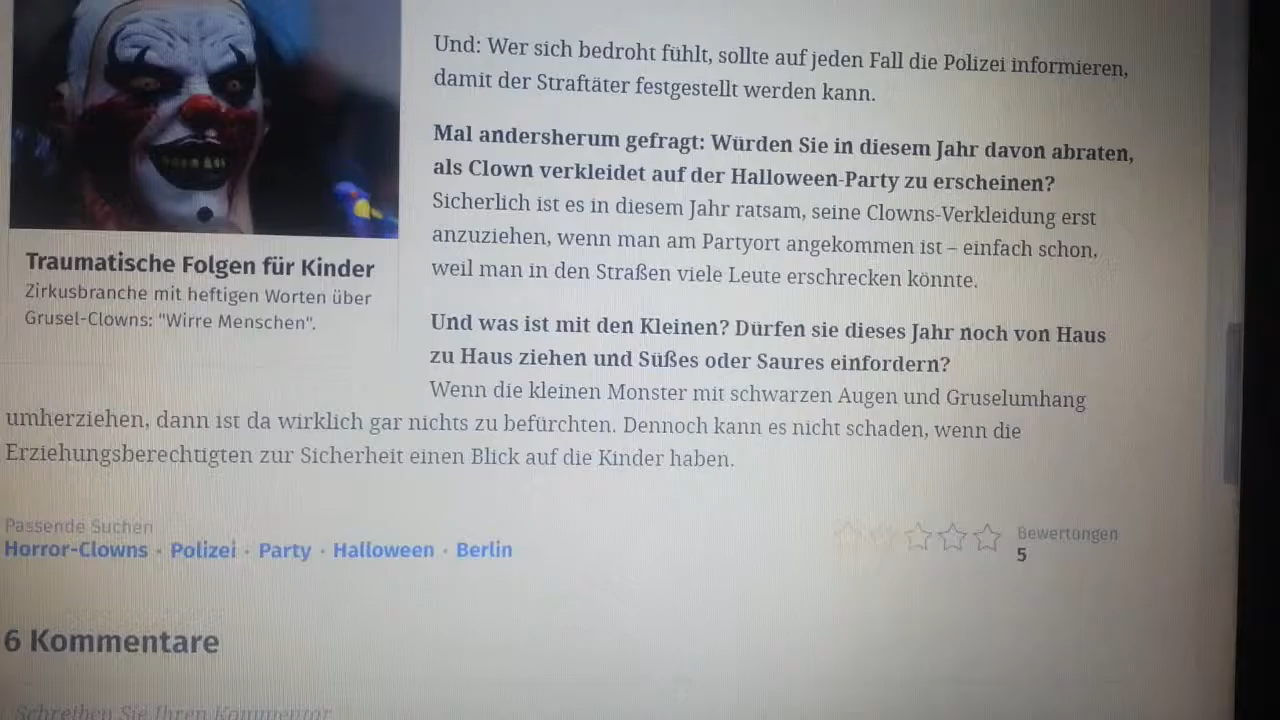 Und: Wer sich bedroht fühlt, sollte auf jeden Fall die Polizei informieren,
damit der Straftäter festgestellt werden kann.
Mal andersherum gefragt: Würden Sie in diesem Jahr davon abraten,
als Clown verkleidet auf der Halloween-Party zu erscheinen?
Sicherlich ist es in diesem Jahr ratsam, seine Clowns-Verkleidung erst
anzuziehen, wenn man am Partyort angekommen ist – einfach schon,
weil man in den Straßen viele Leute erschrecken könnte.
Traumatische Folgen für Kinder
Zirkusbranche mit heftigen Worten über
Grusel-Clowns: "Wirre Menschen".
Und was ist mit den Kleinen? Dürfen sie dieses Jahr noch von Haus
zu Haus ziehen und Süßes oder Saures einfordern?
Wenn die kleinen Monster mit schwarzen Augen und Gruselumhang
umherziehen, dann ist da wirklich gar nichts zu befürchten. Dennoch kann es nicht schaden, wenn die
Erziehungsberechtigten zur Sicherheit einen Blick auf die Kinder haben.
Passende Suchen
Horror-Clowns · Polizei · Party · Halloween · Berlin
Bewertungen
5
6 Kommentare
Schreiben Sie Ihren Kommentar